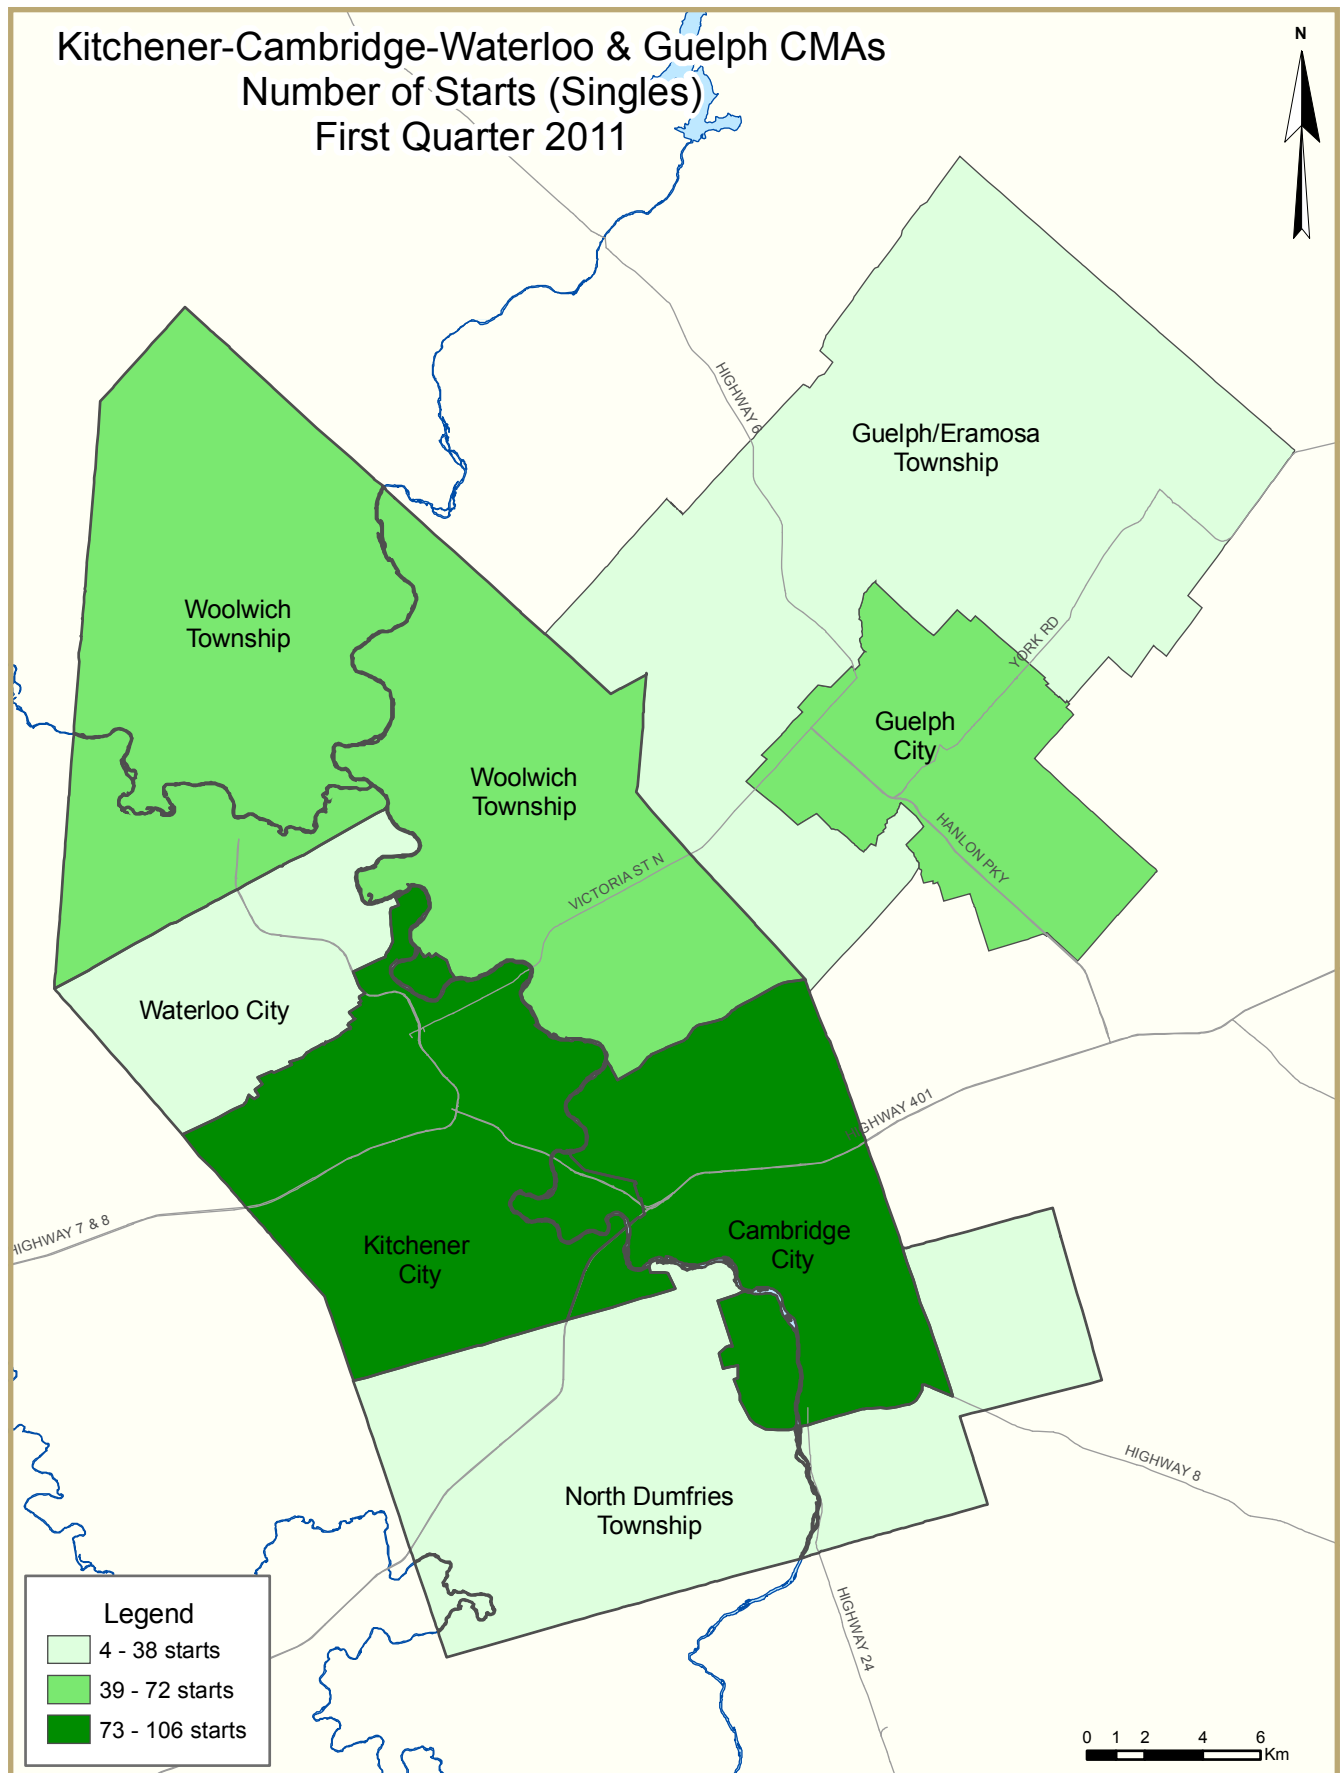 Kitchener-Cambridge-Waterloo & Guelph CMAs
Number of Starts (Singles)
First Quarter 2011
N
HIGHWAY 6
Guelph/Eramosa
Township
Woolwich
Township
YORK RD
Guelph
City
Woolwich
Township
HANLON PKY
VICTORIA ST N
Waterloo City
HIGHWAY 401
HIGHWAY 7 & 8
Kitchener
City
Cambridge
City
HIGHWAY 8
North Dumfries
Township
HIGHWAY 24
Legend
4 - 38 starts
39 - 72 starts
73 - 106 starts
0 1 2 4 6
Km